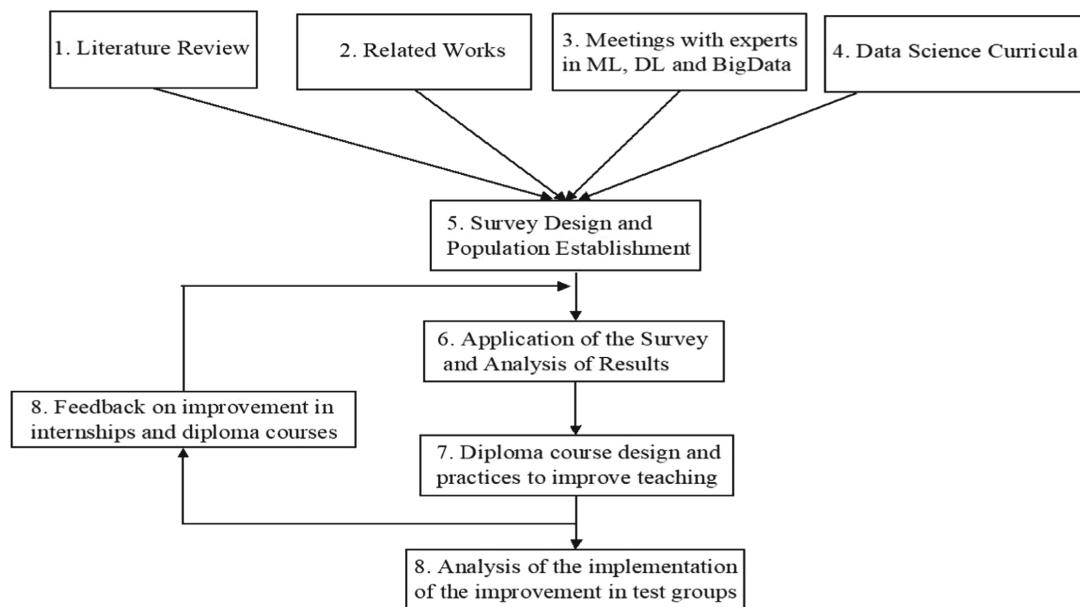 1. Literature Review
2. Related Works
3. Meetings with experts
in ML, DL and BigData
4. Data Science Curricula
5. Survey Design and
Population Establishment
6. Application of the Survey
and Analysis of Results
8. Feedback on improvement in
internships and diploma courses
7. Diploma course design and
practices to improve teaching
8. Analysis of the implementation
of the improvement in test groups